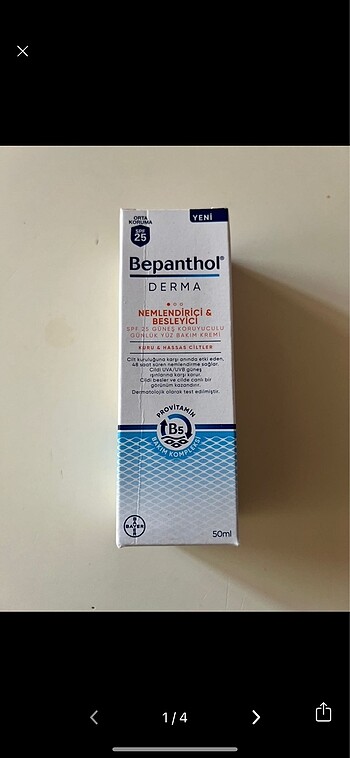 ORTA
KORUMA
SPF
25
YENİ
Bepanthol®
DERMA
NEMLENDİRİCİ &
BESLEYİCİ
SPF 25 GÜNEŞ KORUYUCULU
GÜNLÜK YÜZ BAKIM KREMİ
KURU & HASSAS CİLTLER
Cilt kuruluğuna karşı anında etki eden,
48 saat süren nemlendirme sağlar.
Cildi UVA/UVB güneş
ışınlarına karşı korur.
Cildi besler ve cilde canlı bir
görünüm kazandırır.
Dermatolojik olarak test edilmiştir.
PROVİTAMİN
B5
BAKIM KOMPLEKSİ
BAYER
50ml
1/4